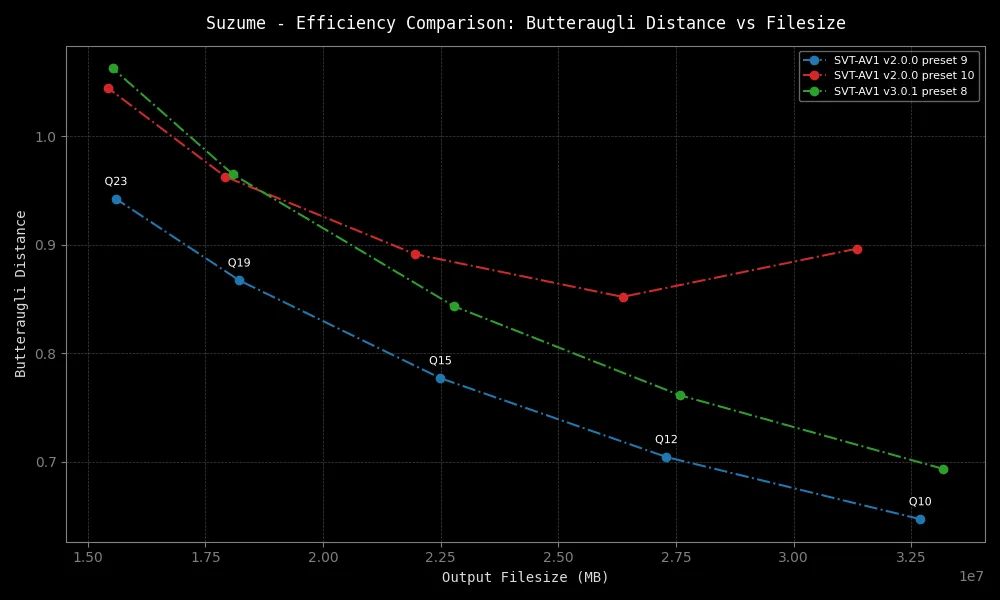 Suzume - Efficiency Comparison: Butteraugli Distance vs Filesize
SVT-AV1 v2.0.0 preset 9
SVT-AV1 v2.0.0 preset 10
SVT-AV1 v3.0.1 preset 8
Butteraugli Distance
1.0
0.9
0.8
0.7
Q23
Q19
Q15
Q12
Q10
1.50 1.75 2.00 2.25 2.50 2.75 3.00 3.25
1e7
Output Filesize (MB)